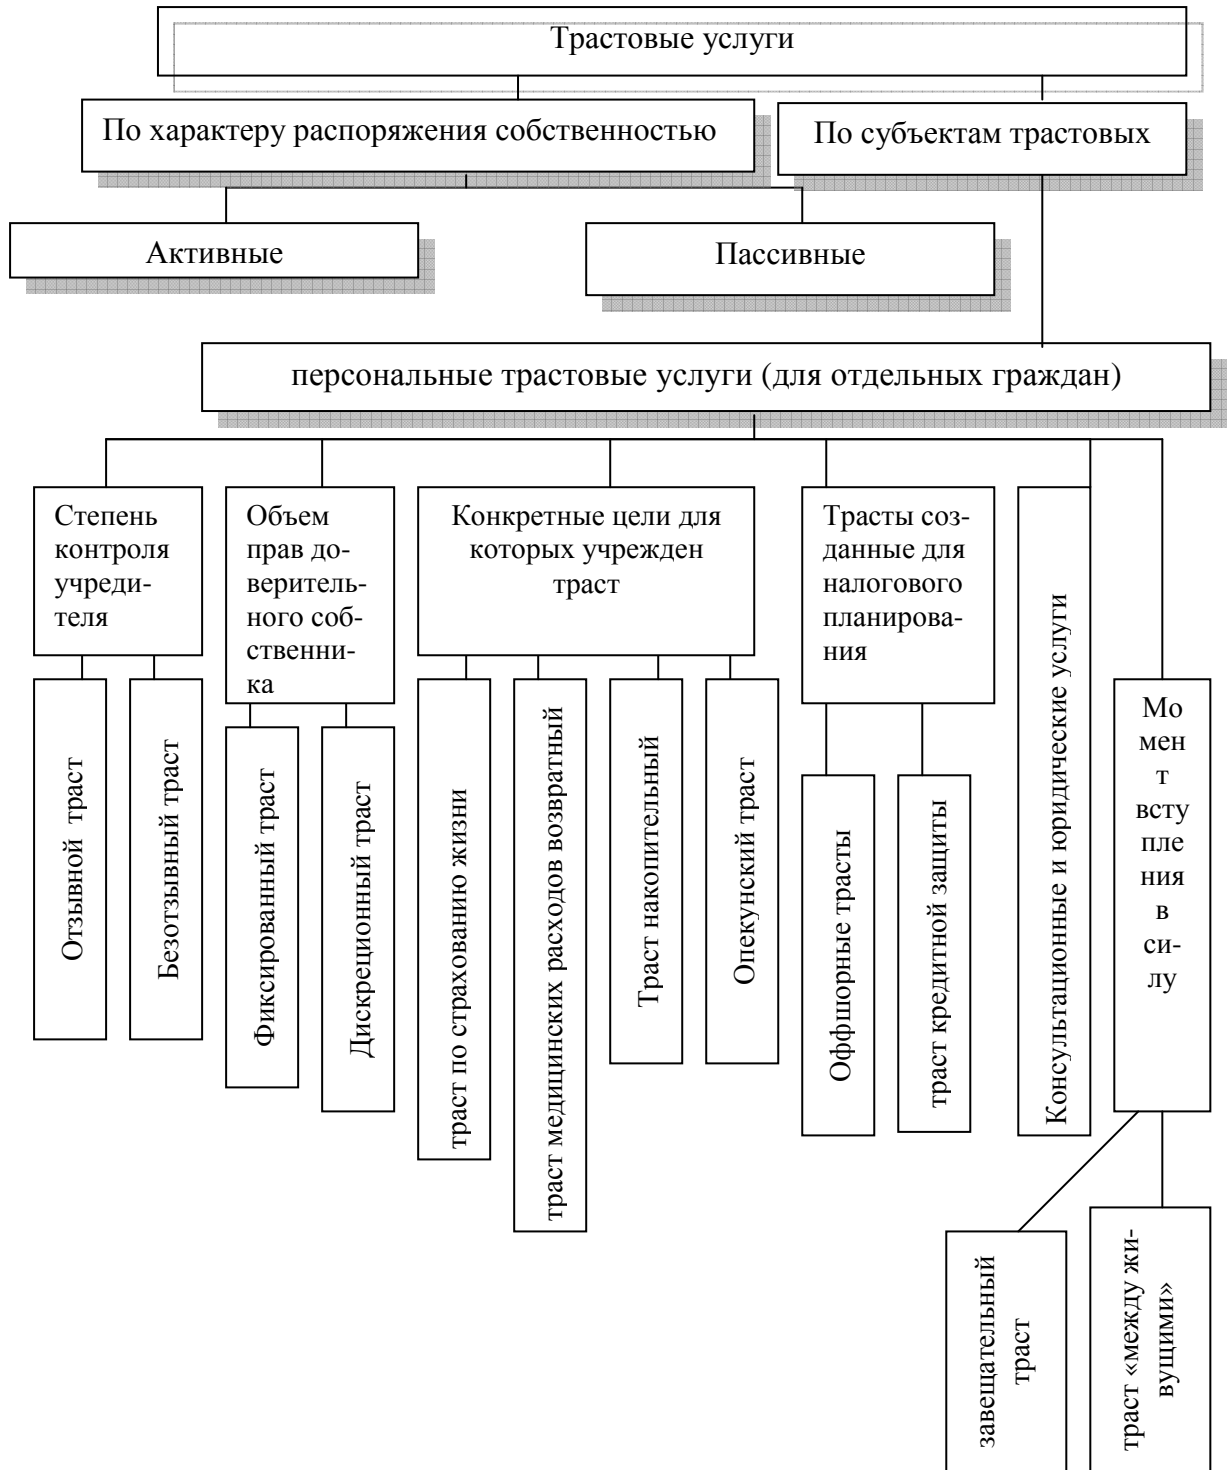 Трастовые услуги
По характеру распоряжения собственностью
По субъектам трастовых
Активные
Пассивные
персональные трастовые услуги (для отдельных граждан)
Степень
контроля
учреди-
теля
Объем
прав до-
веритель-
ного соб-
ственни-
ка
Конкретные цели для
которых учрежден
траст
Трасты соз-
данные для
налогового
планирова-
ния
Консультационные и юридические услуги
Мо
мен
т
всту
пле
ния
в
си-
лу
Отзывной траст
Безотзывный траст
Фиксированный траст
Дискреционный траст
траст по страхованию жизни
траст медицинских расходов возвратный
Траст накопительный
Опекунский траст
Оффшорные трасты
траст кредитной защиты
завещательный
траст
траст «между жи-
вущими»